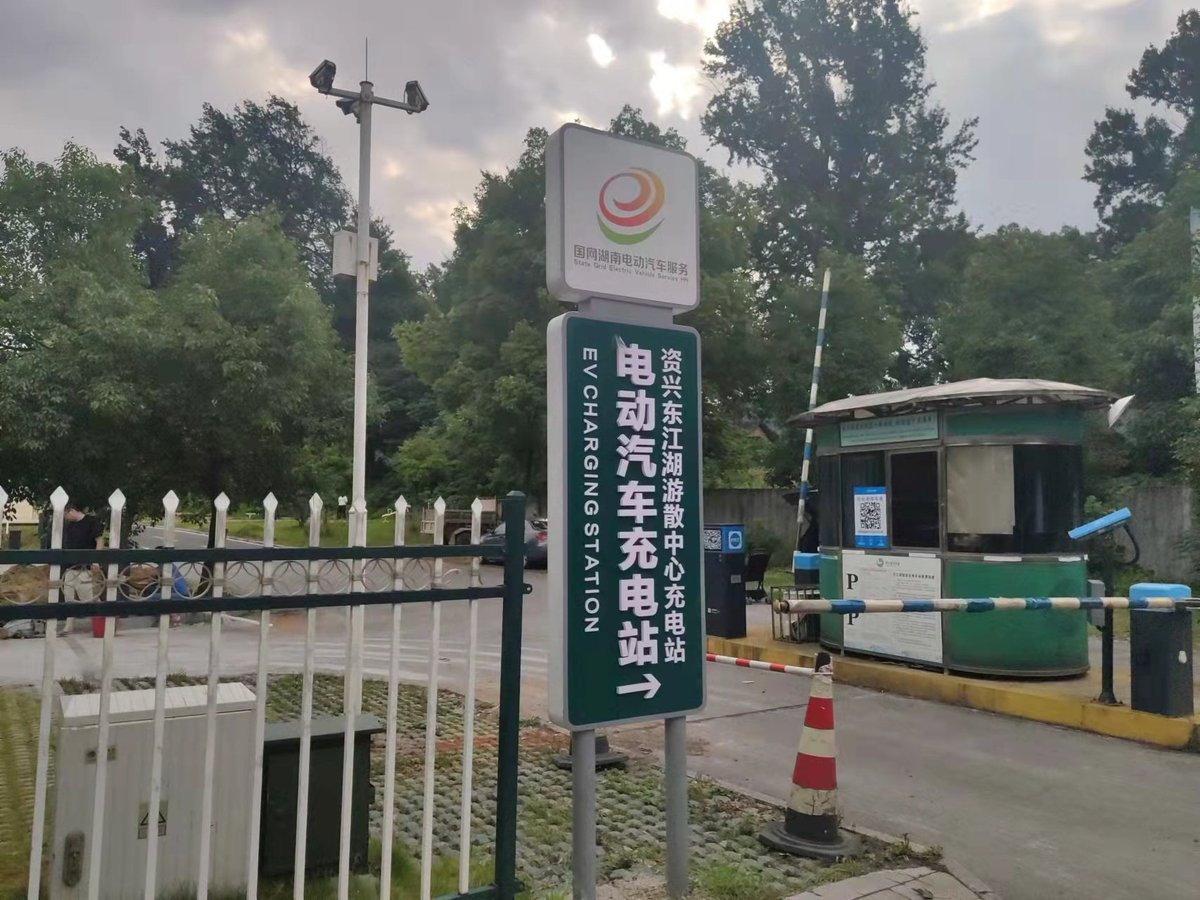 国网湖南电动汽车服务
State Grid Electric Vehicle Service HN
资兴东江湖游散中心充电站
电动汽车充电站
EV CHARGING STATION
→
P
P